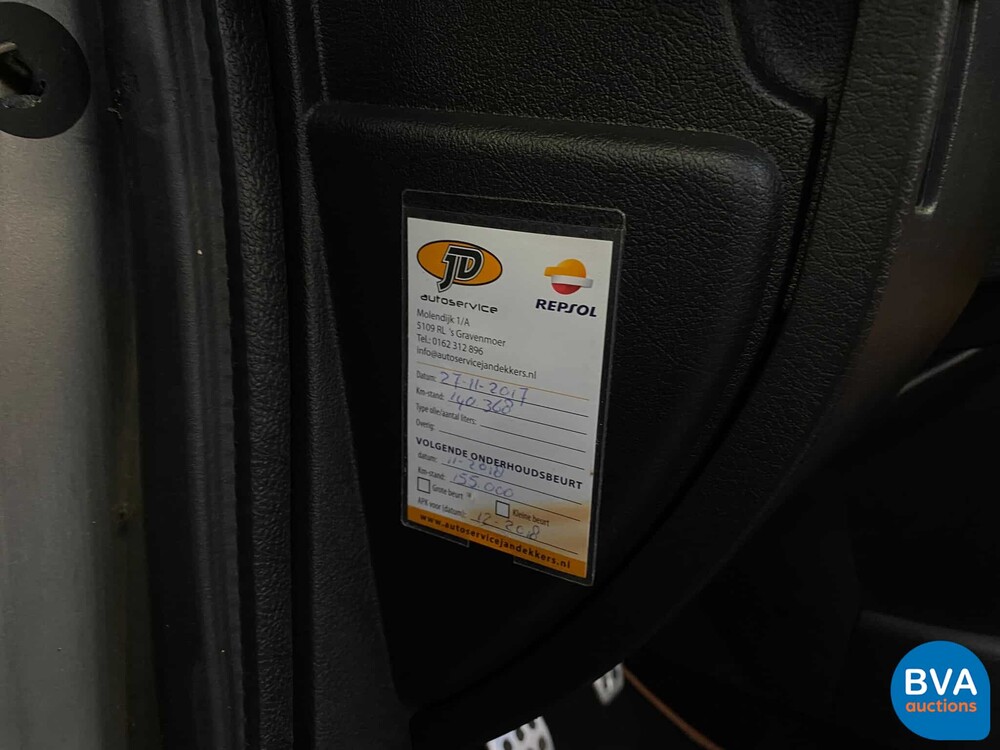 JD
autoservice
REPSOL
Molendijk 1/A
5109 RL 's Gravenmoer
Tel.: 0162 312 896
info@autoservicejandekkers.nl
Datum: 27-11-2017
Km-stand: 140.368
Type olie/aantal liters:
Overig:
VOLGENDE ONDERHOUDSBEURT
datum: 11-2018
Km-stand: 155.000
Grote beurt Kleine beurt
APK voor (datum): 12-2018
www.autoservicejandekkers.nl
BVA
auctions